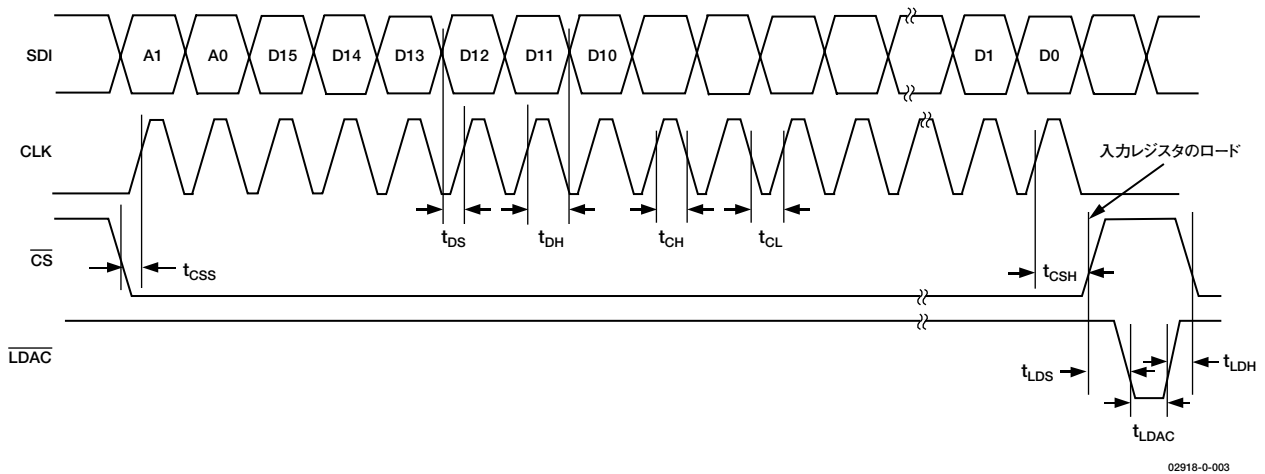 SDI
A1 A0 D15 D14 D13 D12 D11 D10 D1 D0
CLK
入力レジスタのロード
tDS tDH tCH tCL
CS
tCSS
tCSH
LDAC
tLDS
tLDH
tLDAC
02918-0-003